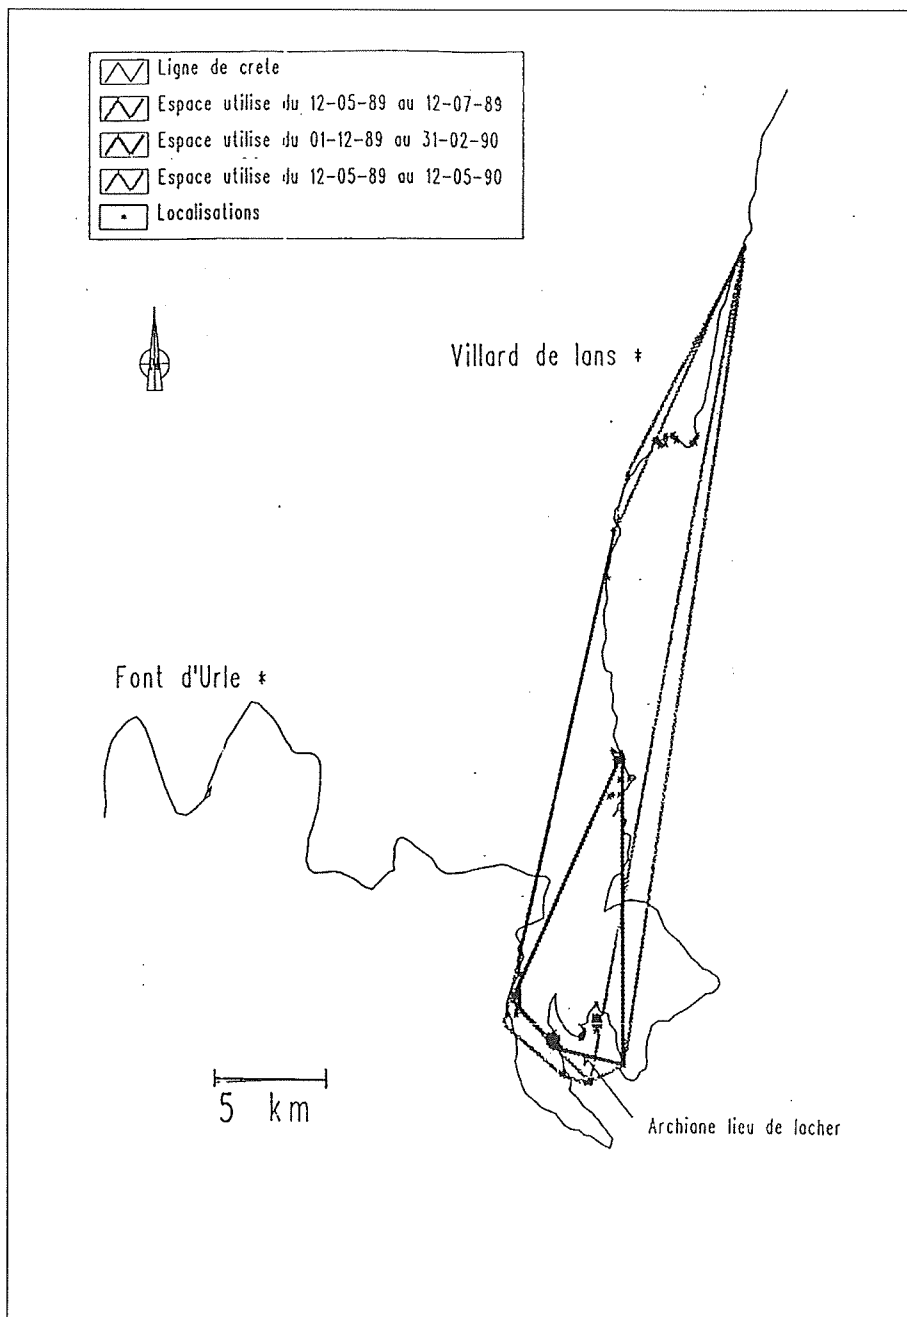 Ligne de crete
Espace utilise du 12-05-89 au 12-07-89
Espace utilise du 01-12-89 au 31-02-90
Espace utilise du 12-05-89 au 12-05-90
* Localisations
Villard de lans *
Font d'Urle *
5 km
Archiane lieu de lacher